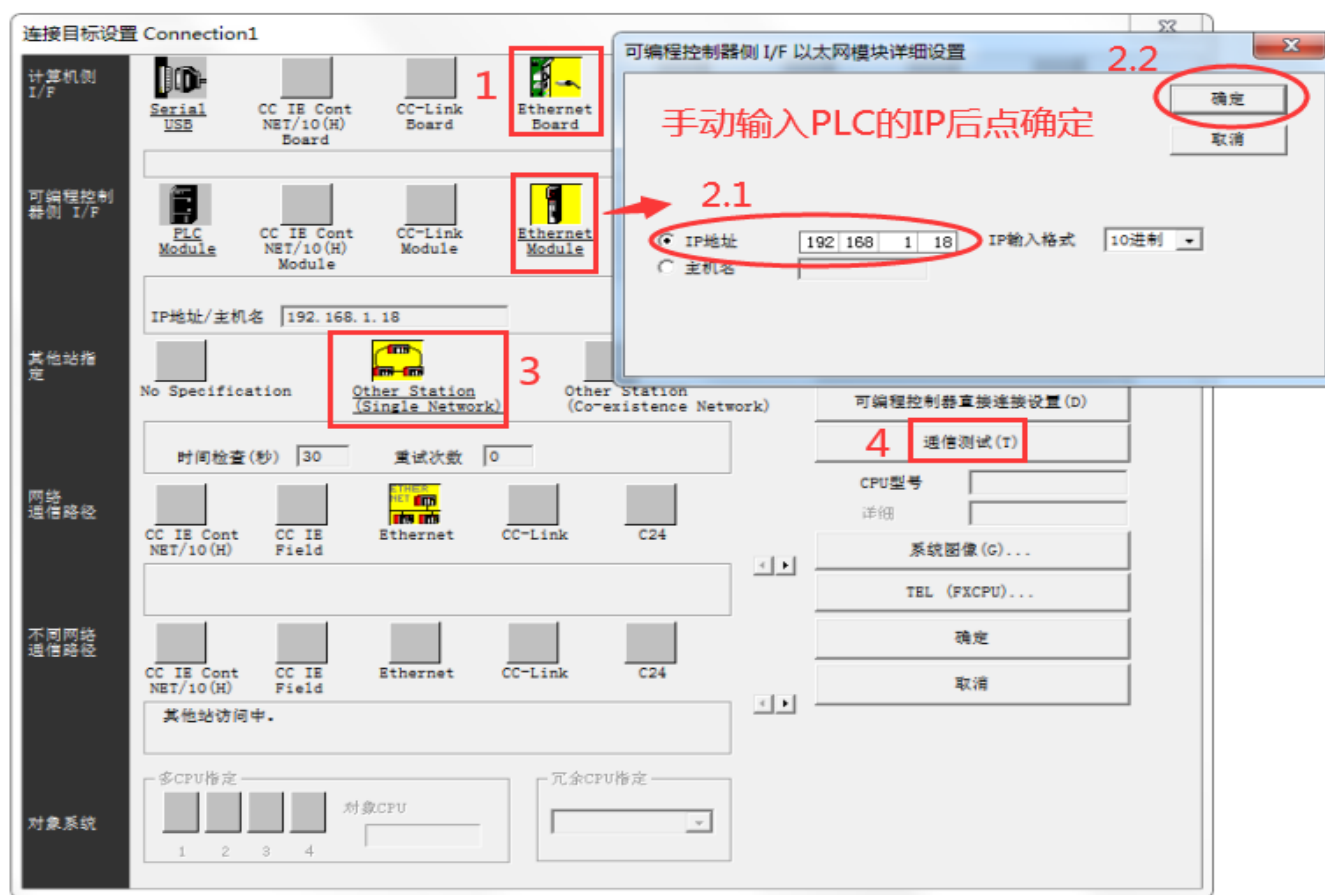 连接目标设置 Connection1
可编程控制器侧 I/F 以太网模块详细设置
2.2
确定
取消
手动输入PLC的IP后点确定
2.1
IP地址
192 168 1 18
IP输入格式
10进制
主机名
计算机侧
I/F
Serial
USB
CC IE Cont
NET/10(H)
Board
CC-Link
Board
1
Ethernet
Board
可编程控制
器侧 I/F
PLC
Module
CC IE Cont
NET/10(H)
Module
CC-Link
Module
Ethernet
Module
IP地址/主机名
192.168.1.18
其他站指
定
No Specification
Other Station
(Single Network)
3
Other Station
(Co-existence Network)
时间检查(秒) 30
重试次数 0
可编程控制器直接连接设置(D)
4
通信测试(T)
CPU型号
详细
系统图像(G)...
TEL (FXCPU)...
确定
取消
网络
通信路径
CC IE Cont
NET/10(H)
CC IE
Field
ETHER
NET
Ethernet
CC-Link
C24
不同网络
通信路径
CC IE Cont
NET/10(H)
CC IE
Field
Ethernet
CC-Link
C24
其他站访问中.
对象系统
多CPU指定
1 2 3 4
对象CPU
冗余CPU指定